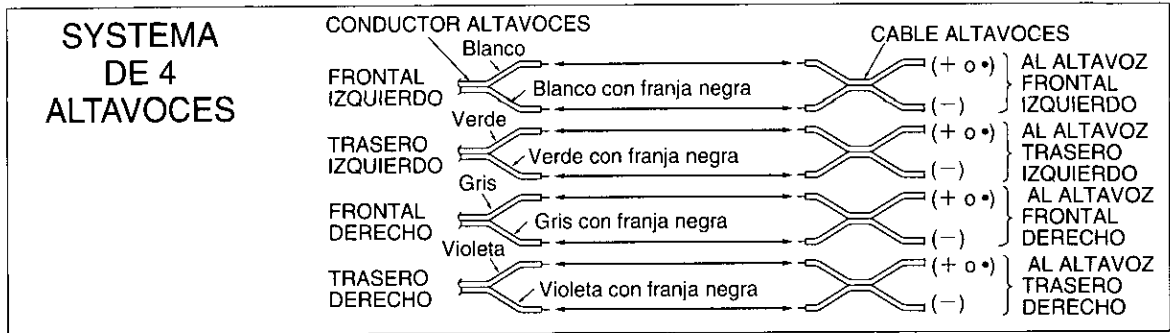 SYSTEMA
DE 4
ALTAVOCES
CONDUCTOR ALTAVOCES
CABLE ALTAVOCES
FRONTAL
IZQUIERDO
Blanco
Blanco con franja negra
(+ o •)
(−)
AL ALTAVOZ
FRONTAL
IZQUIERDO
TRASERO
IZQUIERDO
Verde
Verde con franja negra
(+ o •)
(−)
AL ALTAVOZ
TRASERO
IZQUIERDO
FRONTAL
DERECHO
Gris
Gris con franja negra
(+ o •)
(−)
AL ALTAVOZ
FRONTAL
DERECHO
TRASERO
DERECHO
Violeta
Violeta con franja negra
(+ o •)
(−)
AL ALTAVOZ
TRASERO
DERECHO